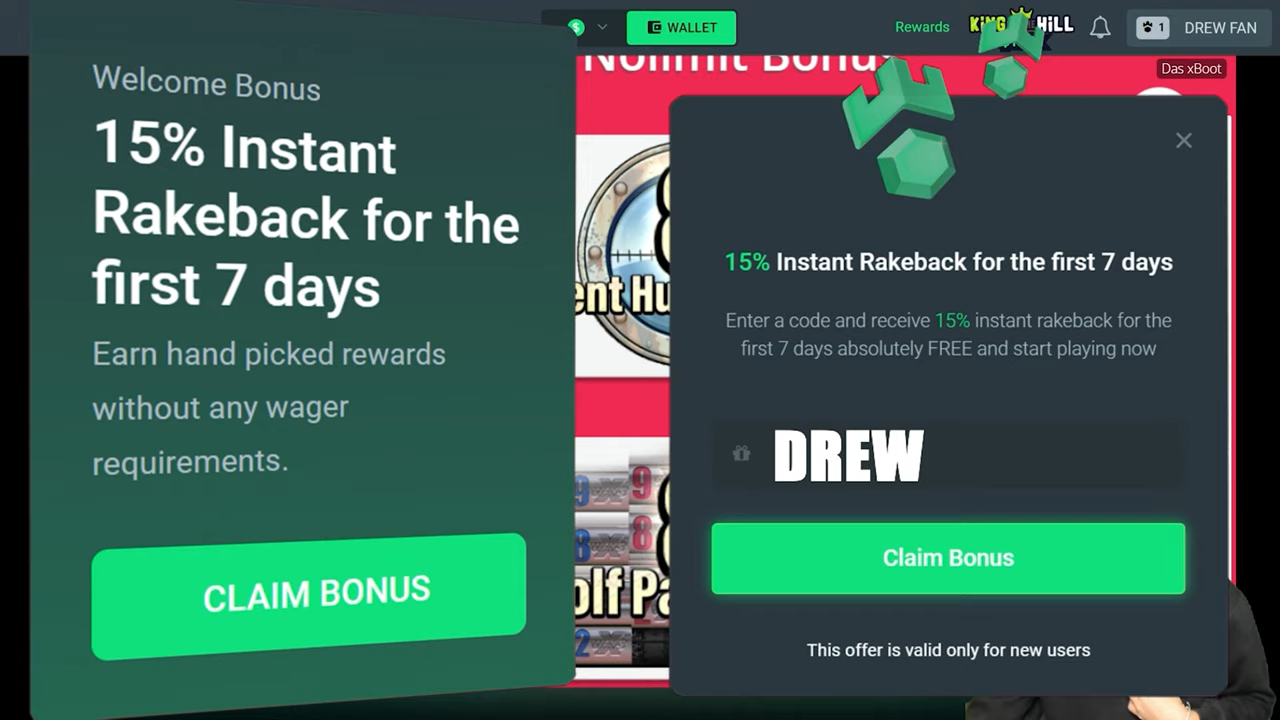 WALLET
Rewards
KING HILL
1
DREW FAN
Das xBoot
Nolimit Bonus
Welcome Bonus
15% Instant
Rakeback for the
first 7 days
Earn hand picked rewards
without any wager
requirements.
CLAIM BONUS
15% Instant Rakeback for the first 7 days
Enter a code and receive 15% instant rakeback for the
first 7 days absolutely FREE and start playing now
DREW
Claim Bonus
This offer is valid only for new users